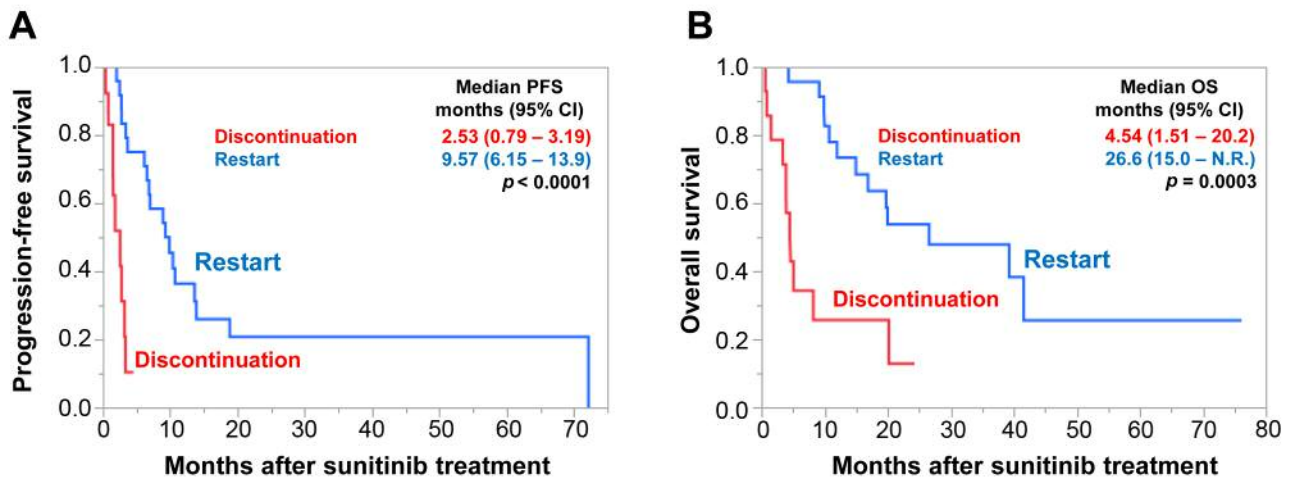 A
Progression-free survival
1.0
0.8
0.6
0.4
0.2
0.0
Median PFS
months (95% CI)
Discontinuation 2.53 (0.79 – 3.19)
Restart 9.57 (6.15 – 13.9)
p < 0.0001
Restart
Discontinuation
0 10 20 30 40 50 60 70
Months after sunitinib treatment
B
Overall survival
1.0
0.8
0.6
0.4
0.2
0.0
Median OS
months (95% CI)
Discontinuation 4.54 (1.51 – 20.2)
Restart 26.6 (15.0 – N.R.)
p = 0.0003
Restart
Discontinuation
0 10 20 30 40 50 60 70 80
Months after sunitinib treatment